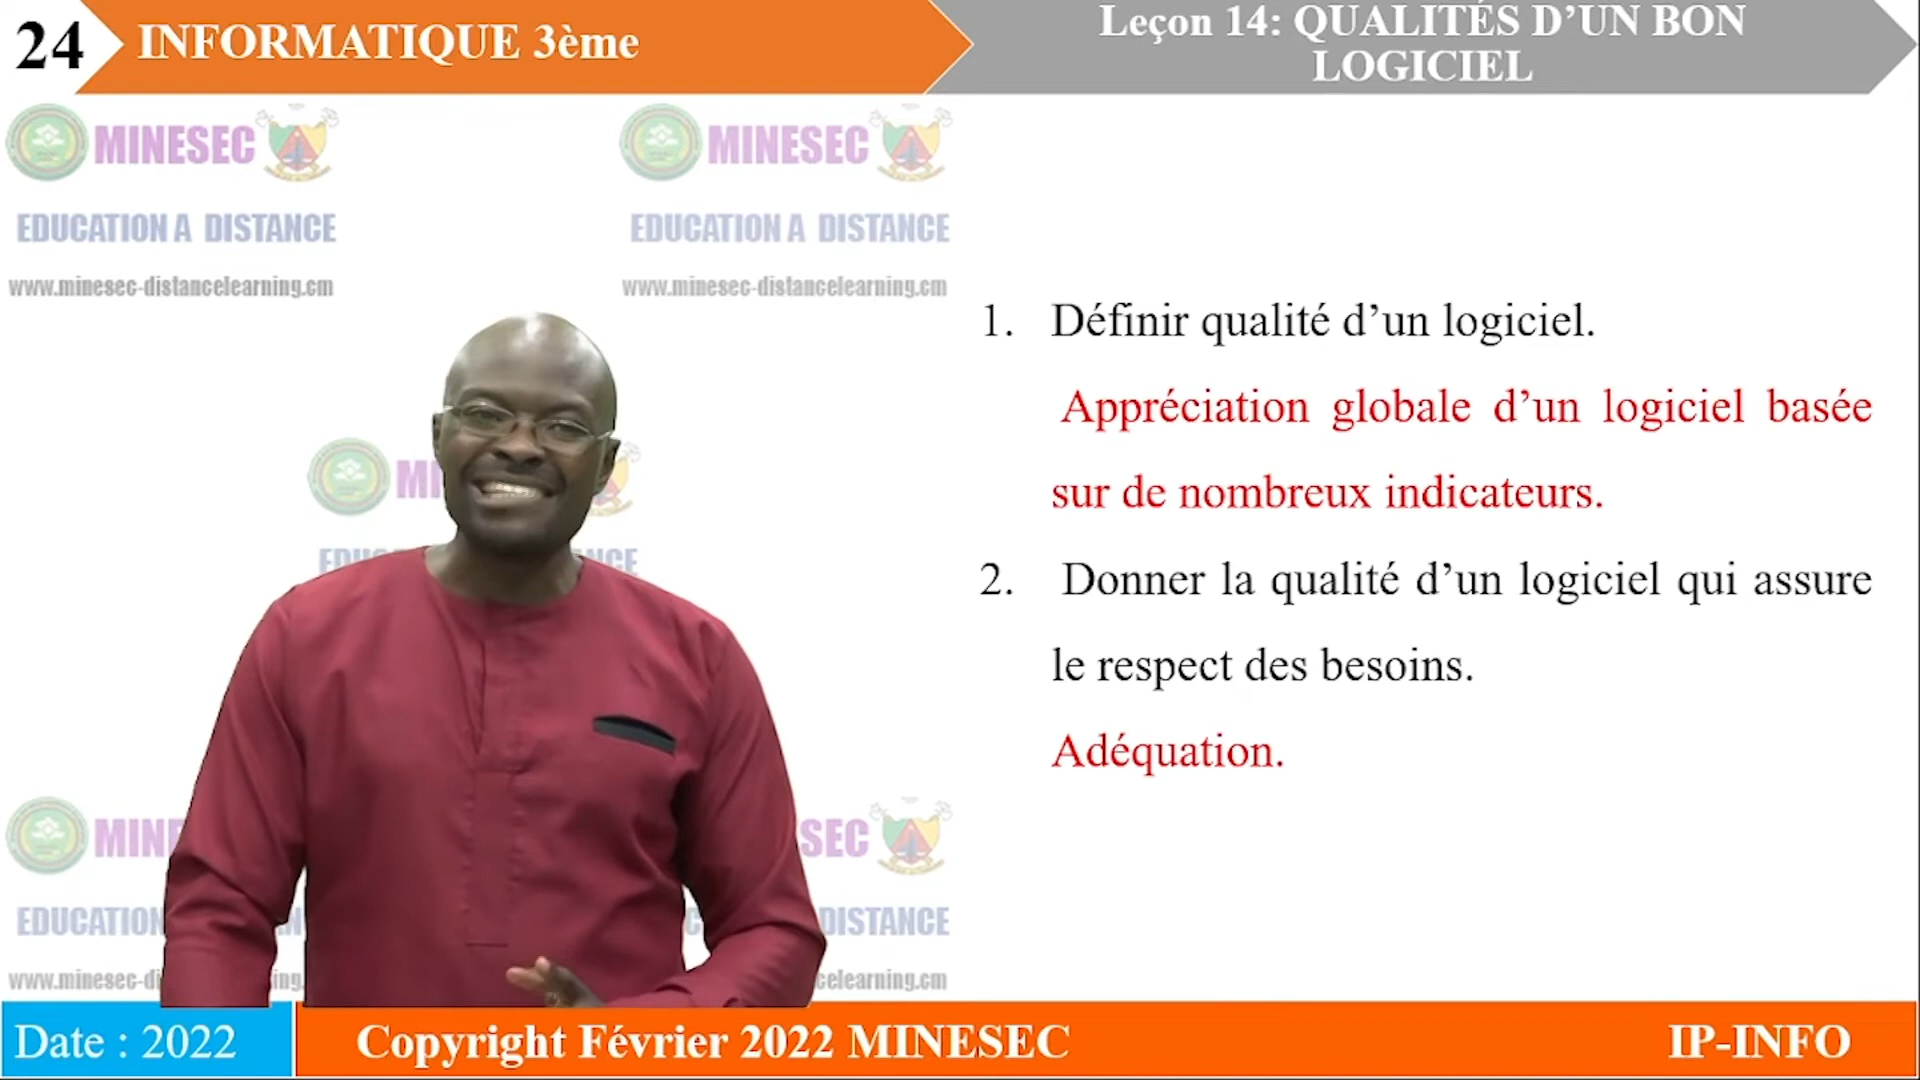 24
INFORMATIQUE 3ème
Leçon 14: QUALITÉS D’UN BON
LOGICIEL
MINESEC
MINESEC
EDUCATION A DISTANCE
EDUCATION A DISTANCE
www.minesec-distancelearning.cm
www.minesec-distancelearning.cm
1. Définir qualité d’un logiciel.
Appréciation globale d’un logiciel basée
sur de nombreux indicateurs.
2. Donner la qualité d’un logiciel qui assure
le respect des besoins.
Adéquation.
Date : 2022
Copyright Février 2022 MINESEC
IP-INFO